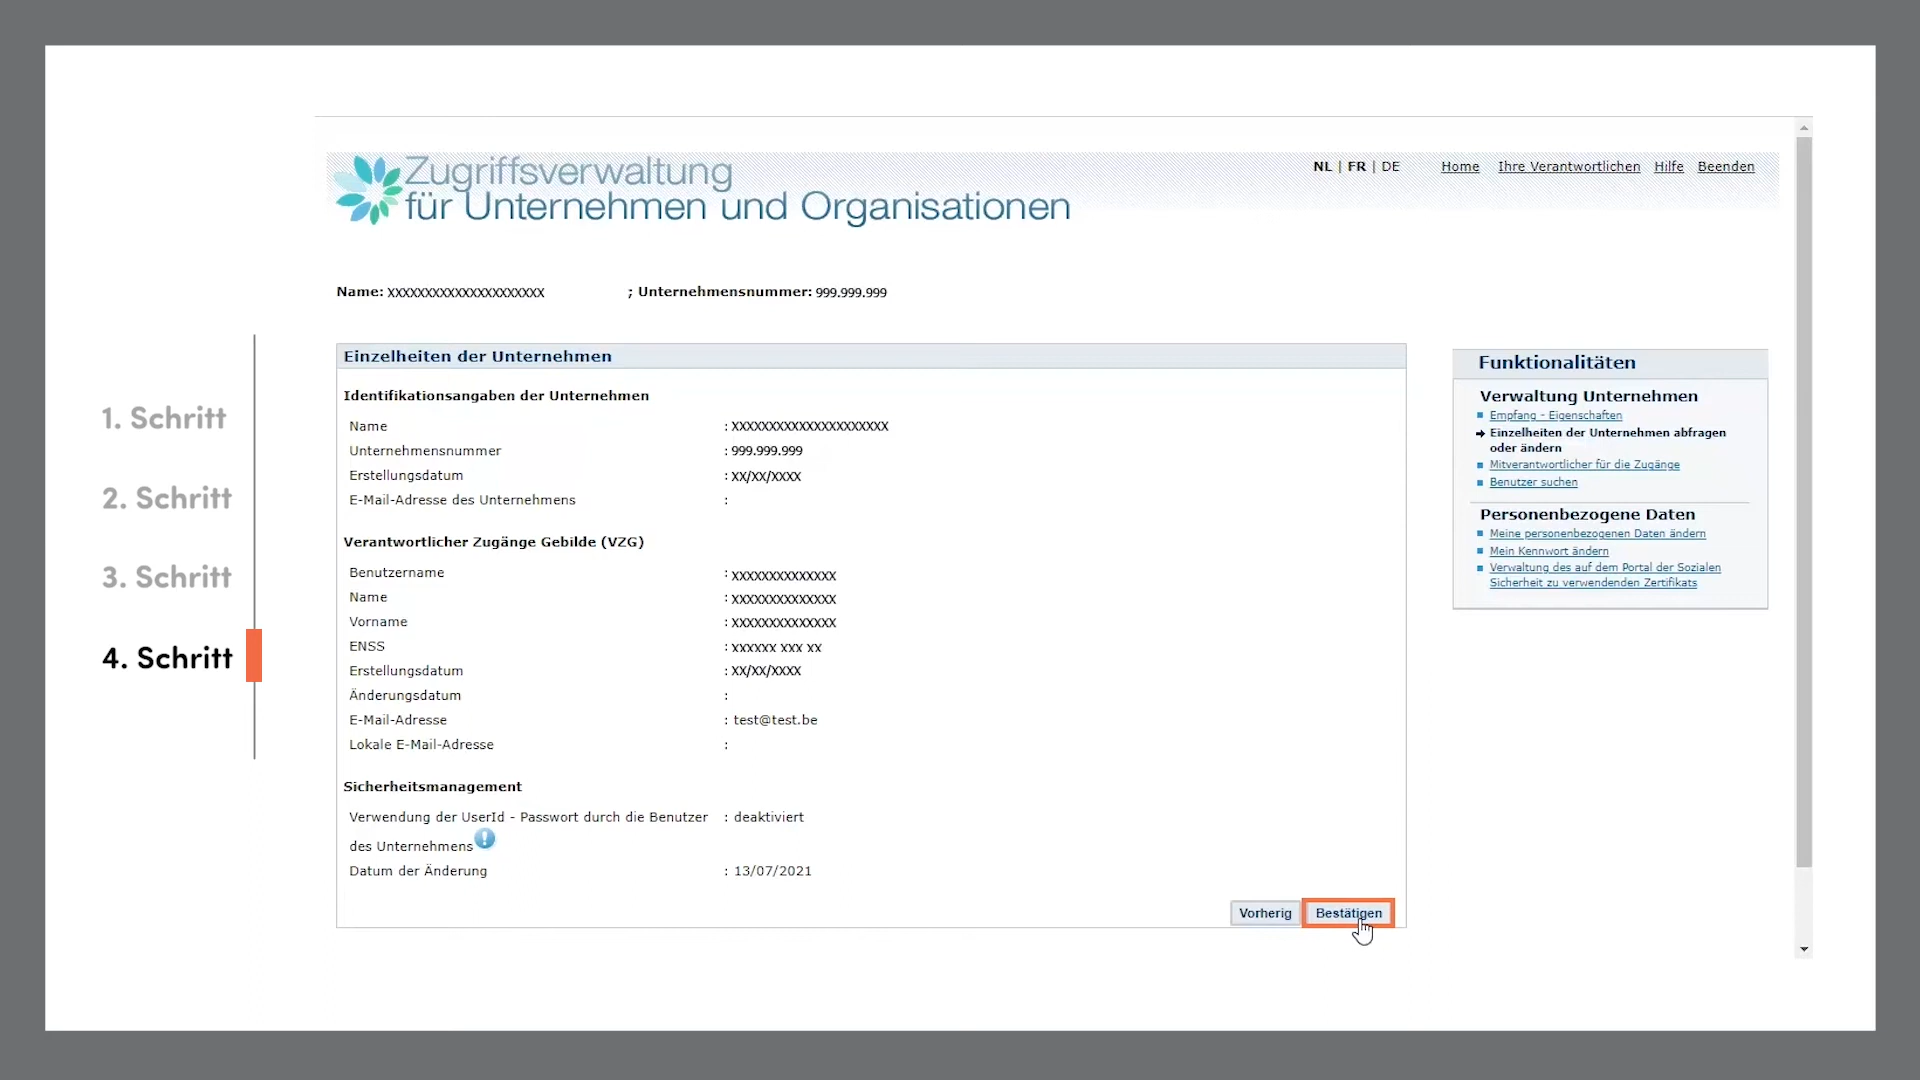 Zugriffsverwaltung
für Unternehmen und Organisationen
NL | FR | DE Home Ihre Verantwortlichen Hilfe Beenden
Name: XXXXXXXXXXXXXXXXXXXXX ; Unternehmensnummer: 999.999.999
1. Schritt
2. Schritt
3. Schritt
4. Schritt
Einzelheiten der Unternehmen
Identifikationsangaben der Unternehmen
Name : XXXXXXXXXXXXXXXXXXXXX
Unternehmensnummer : 999.999.999
Erstellungsdatum : XX/XX/XXXX
E-Mail-Adresse des Unternehmens :
Verantwortlicher Zugänge Gebilde (VZG)
Benutzername : XXXXXXXXXXXXXX
Name : XXXXXXXXXXXXXX
Vorname : XXXXXXXXXXXXXX
ENSS : XXXXXX XXX XX
Erstellungsdatum : XX/XX/XXXX
Änderungsdatum :
E-Mail-Adresse : test@test.be
Lokale E-Mail-Adresse :
Sicherheitsmanagement
Verwendung der UserId - Passwort durch die Benutzer : deaktiviert
des Unternehmens
Datum der Änderung : 13/07/2021
Vorherig Bestätigen
Funktionalitäten
Verwaltung Unternehmen
Empfang - Eigenschaften
Einzelheiten der Unternehmen abfragen
oder ändern
Mitverantwortlicher für die Zugänge
Benutzer suchen
Personenbezogene Daten
Meine personenbezogenen Daten ändern
Mein Kennwort ändern
Verwaltung des auf dem Portal der Sozialen
Sicherheit zu verwendenden Zertifikats